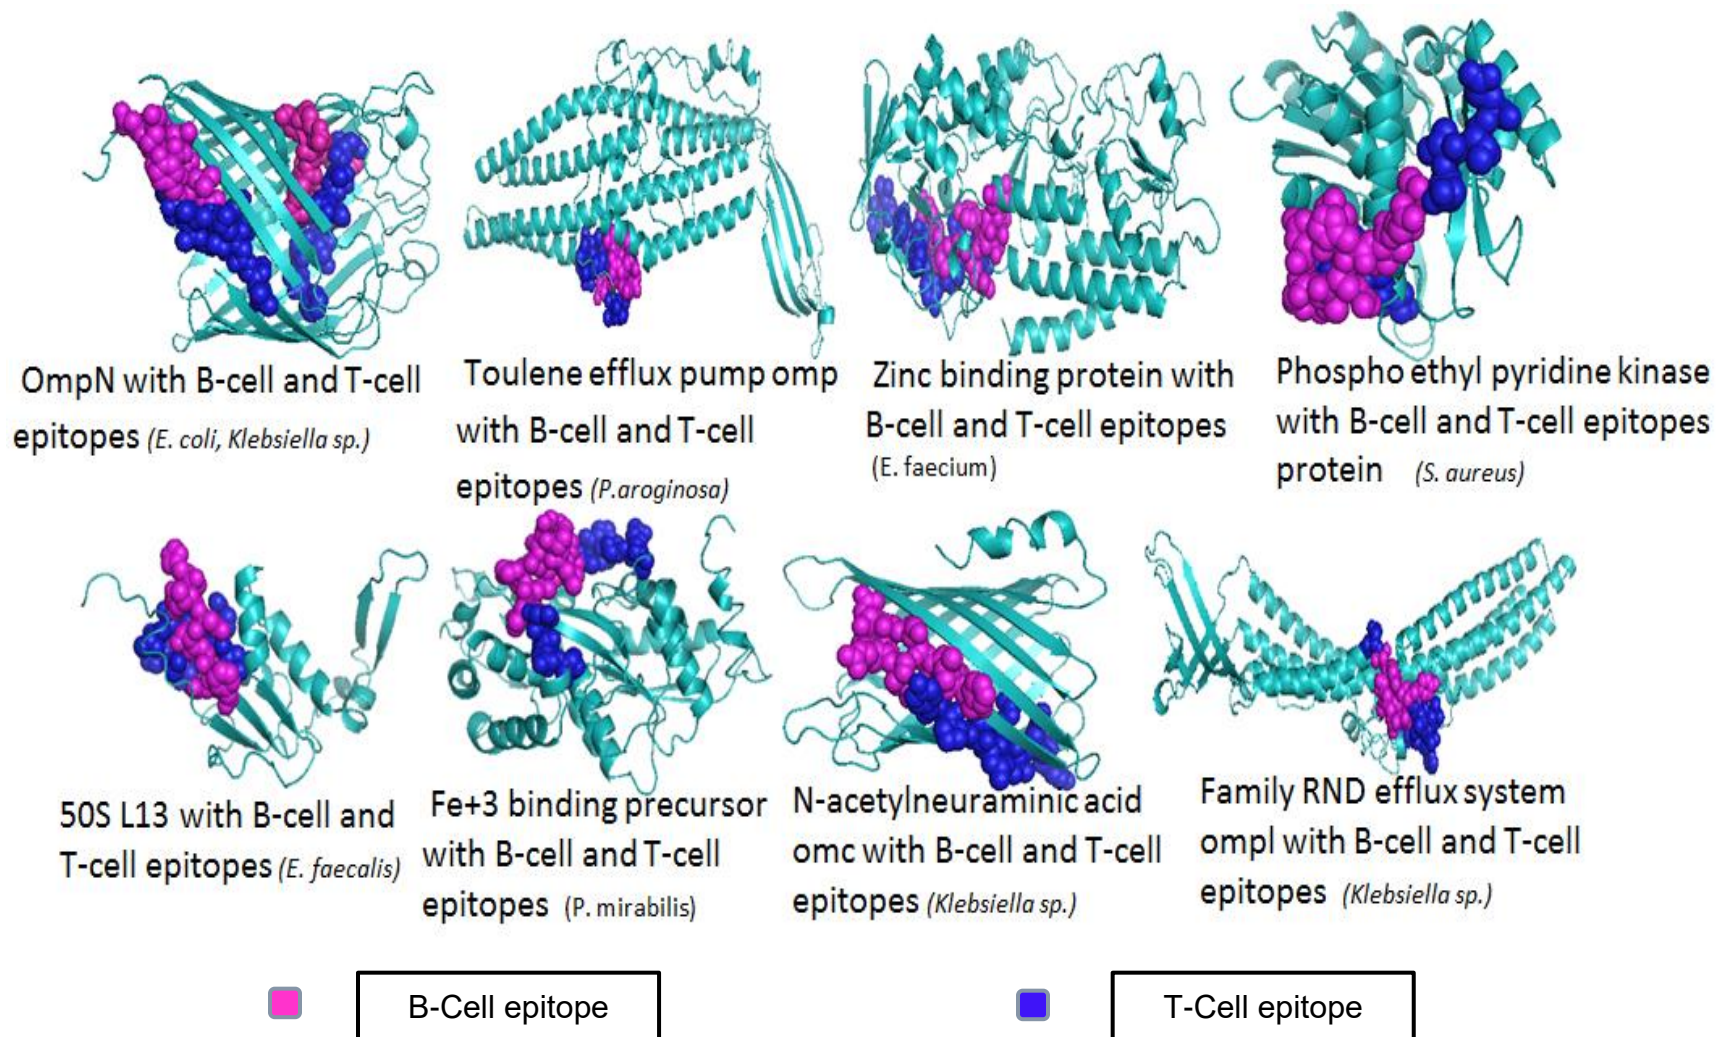 OmpN with B-cell and T-cell
epitopes (E. coli, Klebsiella sp.)
Toulene efflux pump omp
with B-cell and T-cell
epitopes (P.aroginosa)
Zinc binding protein with
B-cell and T-cell epitopes
(E. faecium)
Phospho ethyl pyridine kinase
with B-cell and T-cell epitopes
protein (S. aureus)
50S L13 with B-cell and
T-cell epitopes (E. faecalis)
Fe+3 binding precursor
with B-cell and T-cell
epitopes (P. mirabilis)
N-acetylneuraminic acid
omc with B-cell and T-cell
epitopes (Klebsiella sp.)
Family RND efflux system
ompl with B-cell and T-cell
epitopes (Klebsiella sp.)
B-Cell epitope
T-Cell epitope